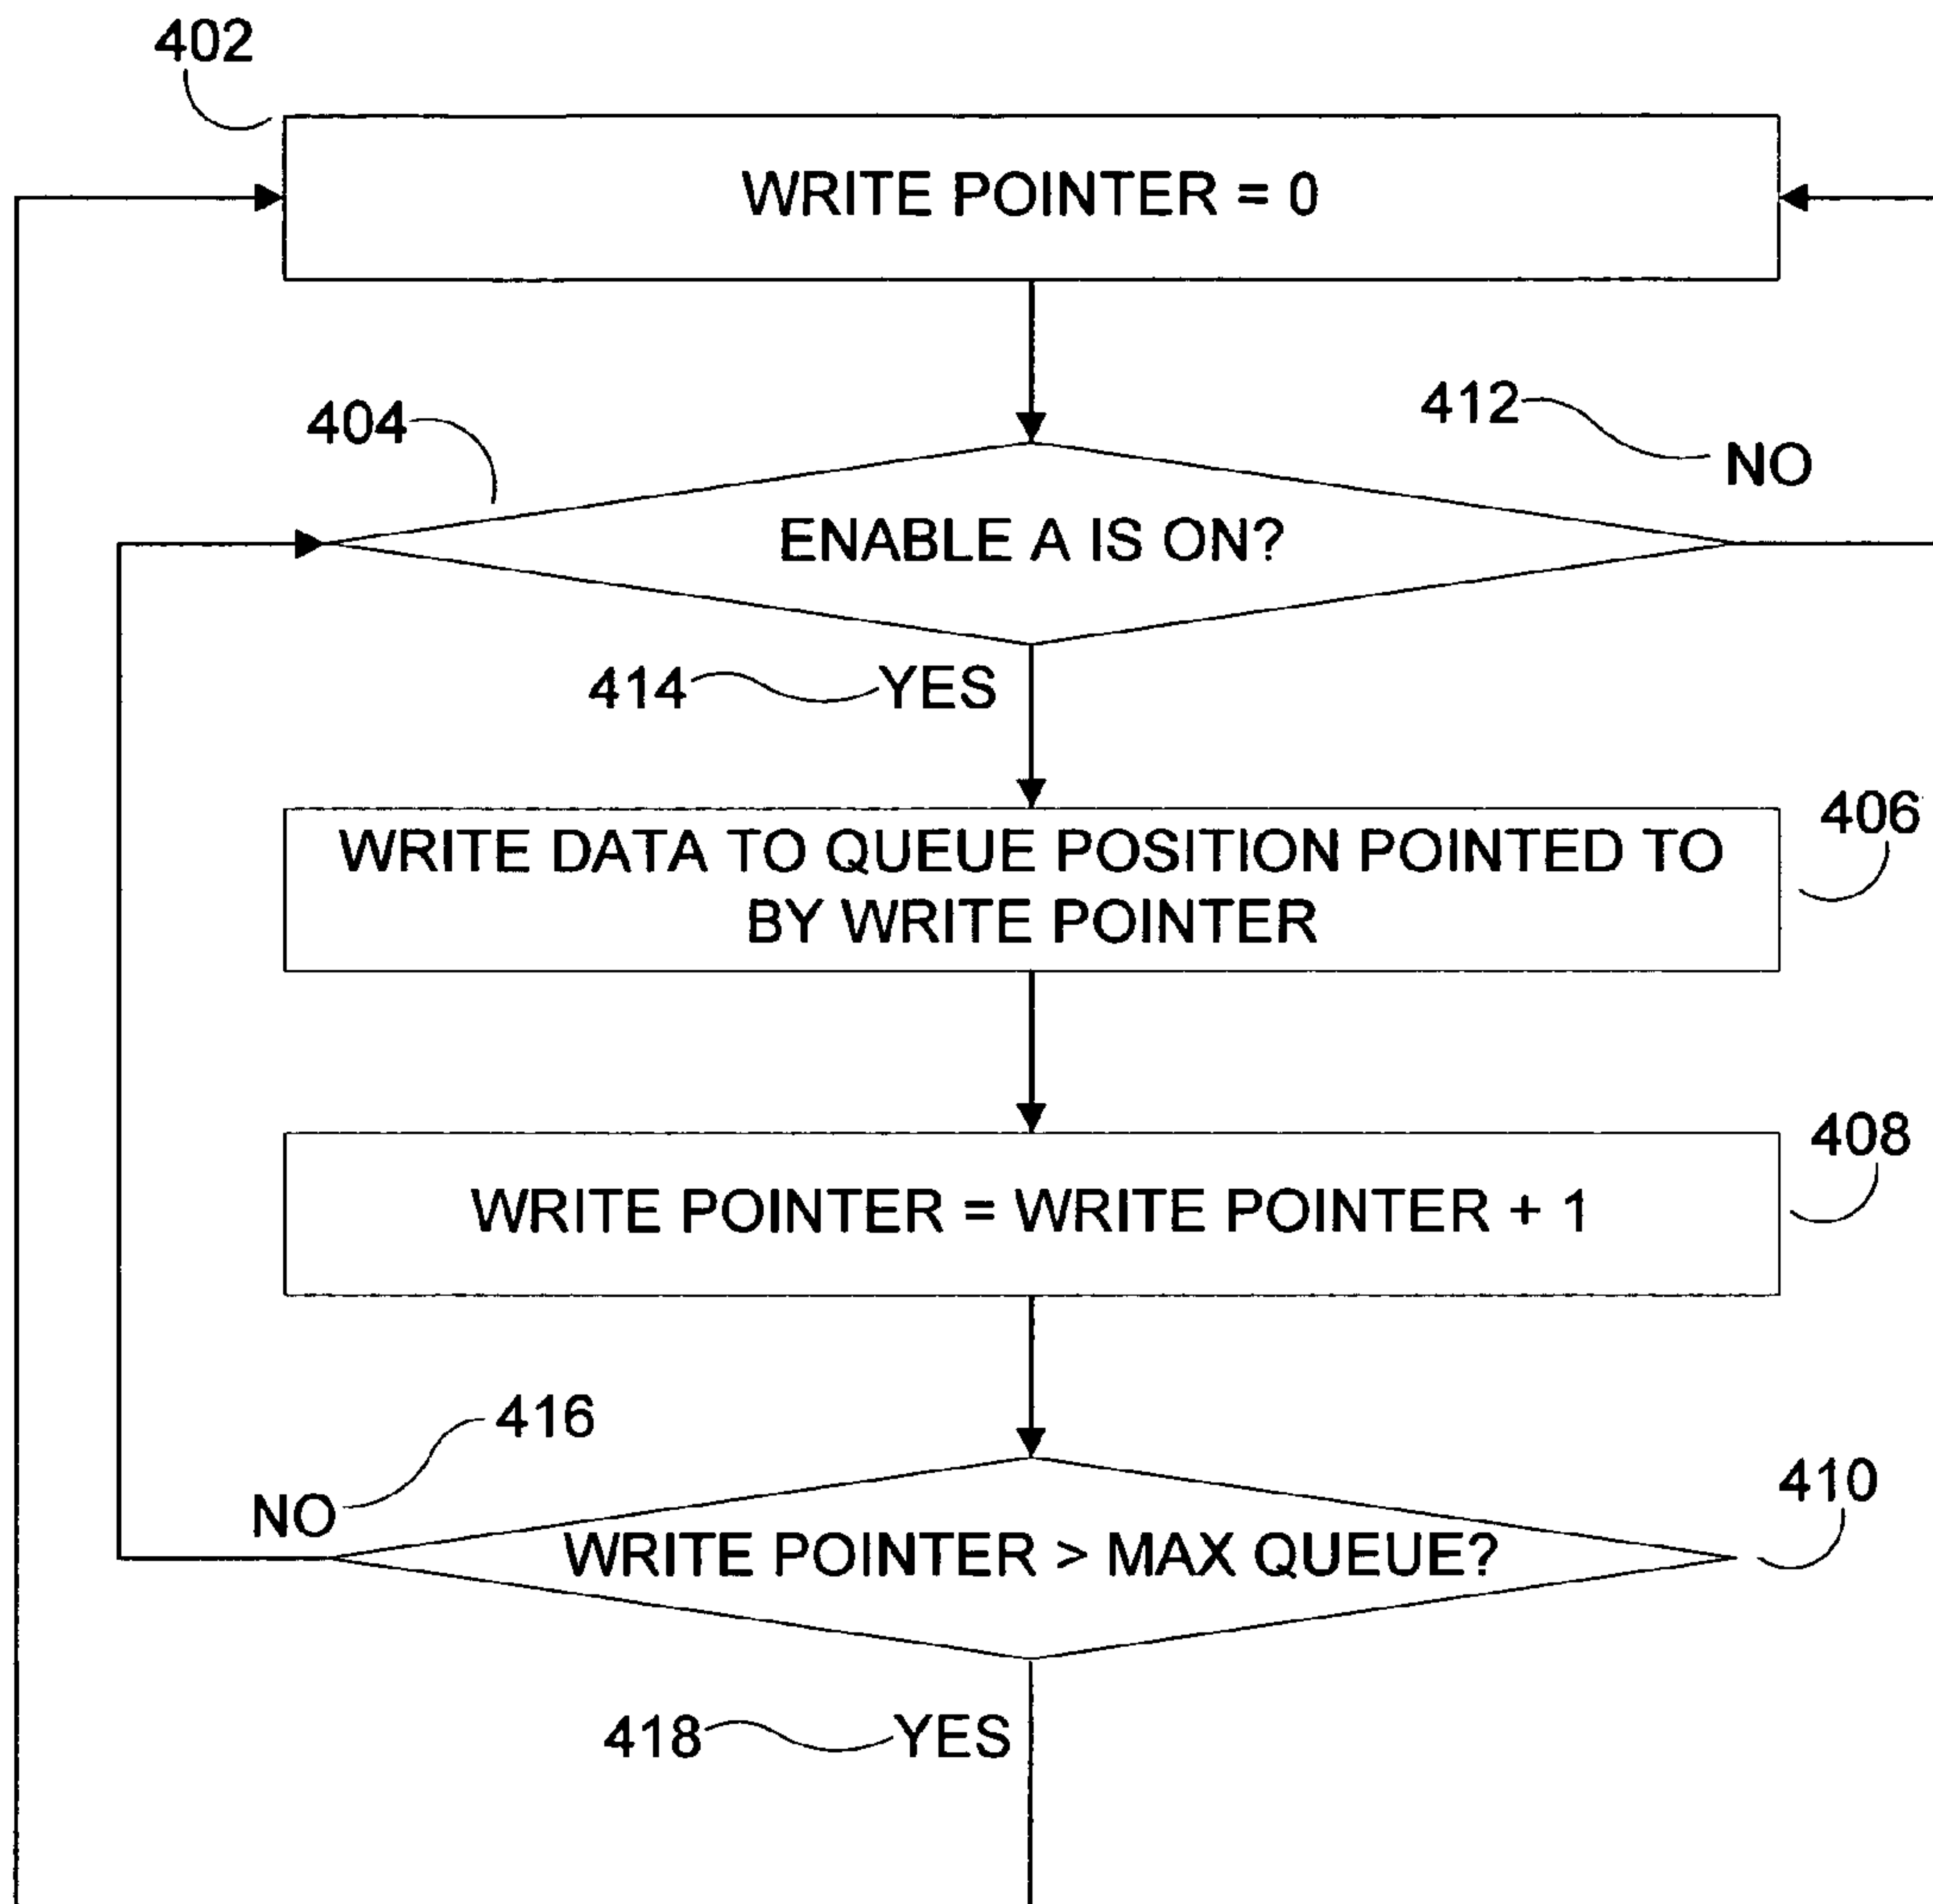 402
WRITE POINTER = 0
404
412
NO
ENABLE A IS ON?
414
YES
406
WRITE DATA TO QUEUE POSITION POINTED TO
BY WRITE POINTER
408
WRITE POINTER = WRITE POINTER + 1
416
NO
410
WRITE POINTER > MAX QUEUE?
418
YES